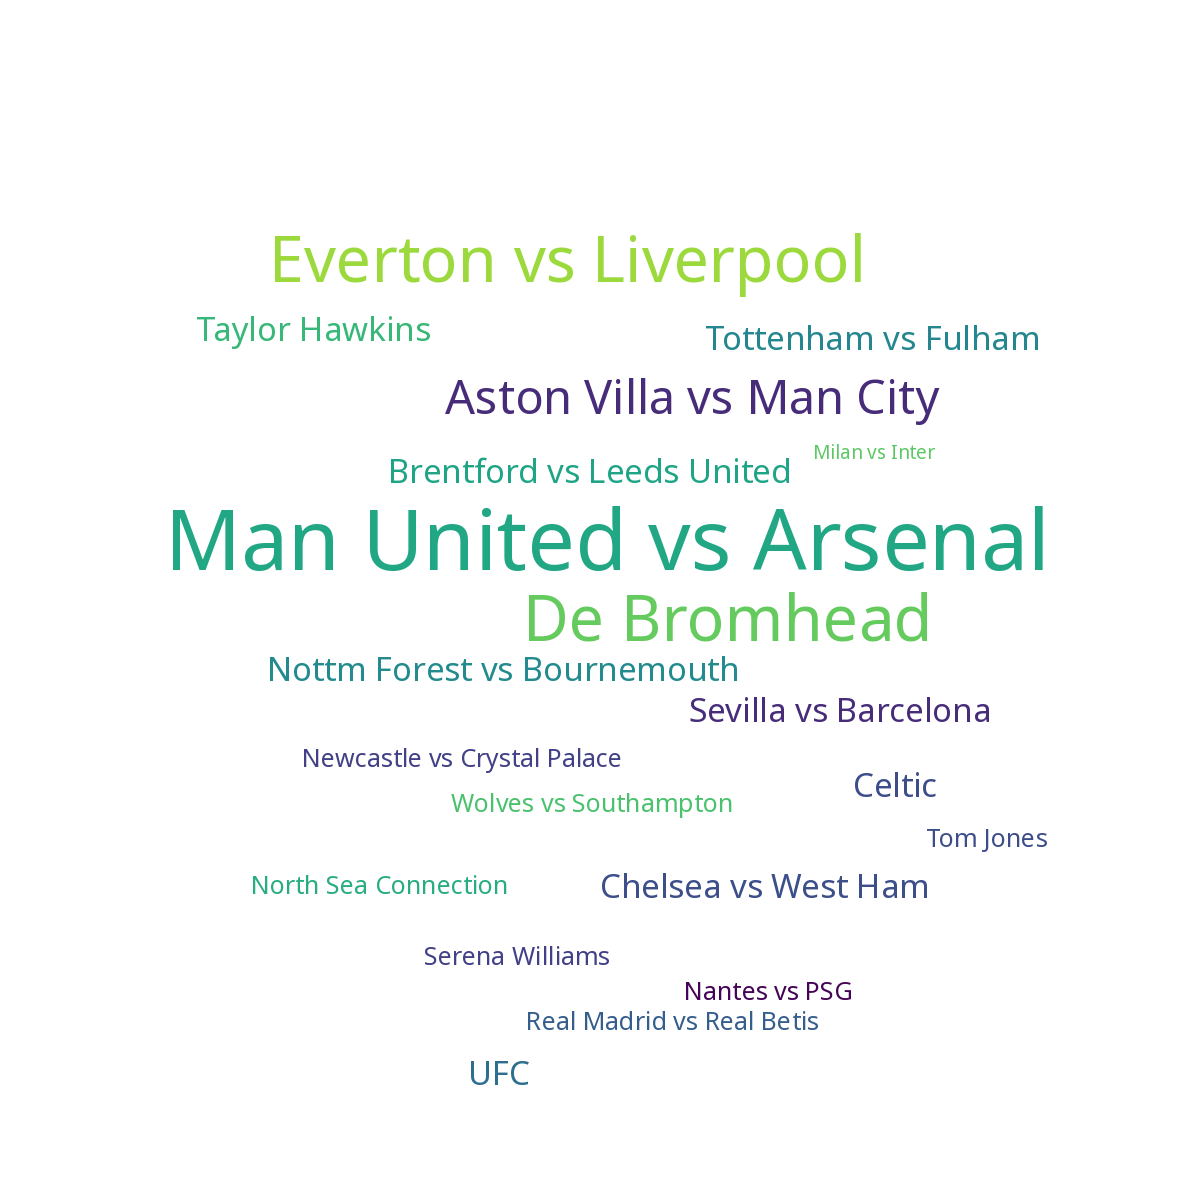 Everton vs Liverpool
Taylor Hawkins
Tottenham vs Fulham
Aston Villa vs Man City
Milan vs Inter
Brentford vs Leeds United
Man United vs Arsenal
De Bromhead
Nottm Forest vs Bournemouth
Sevilla vs Barcelona
Newcastle vs Crystal Palace
Celtic
Wolves vs Southampton
Tom Jones
North Sea Connection
Chelsea vs West Ham
Serena Williams
Nantes vs PSG
Real Madrid vs Real Betis
UFC